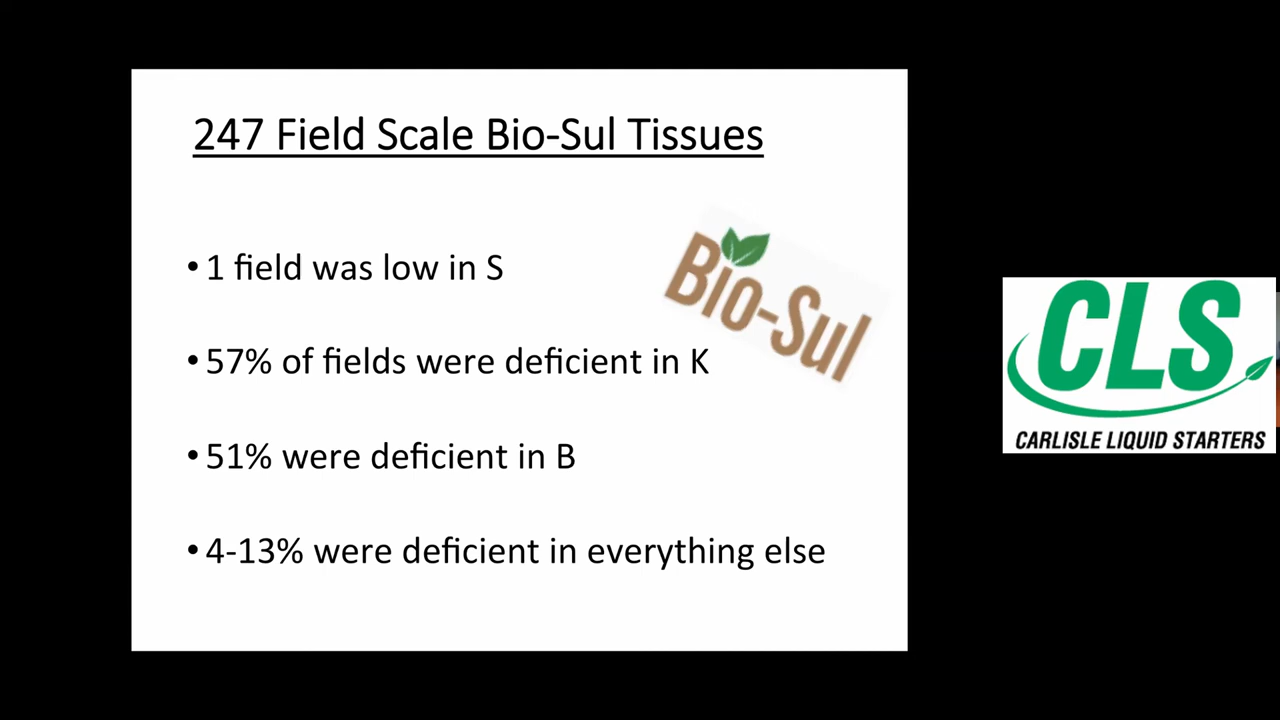 247 Field Scale Bio-Sul Tissues
• 1 field was low in S
• 57% of fields were deficient in K
• 51% were deficient in B
• 4-13% were deficient in everything else
Bio-Sul
CLS
CARLISLE LIQUID STARTERS